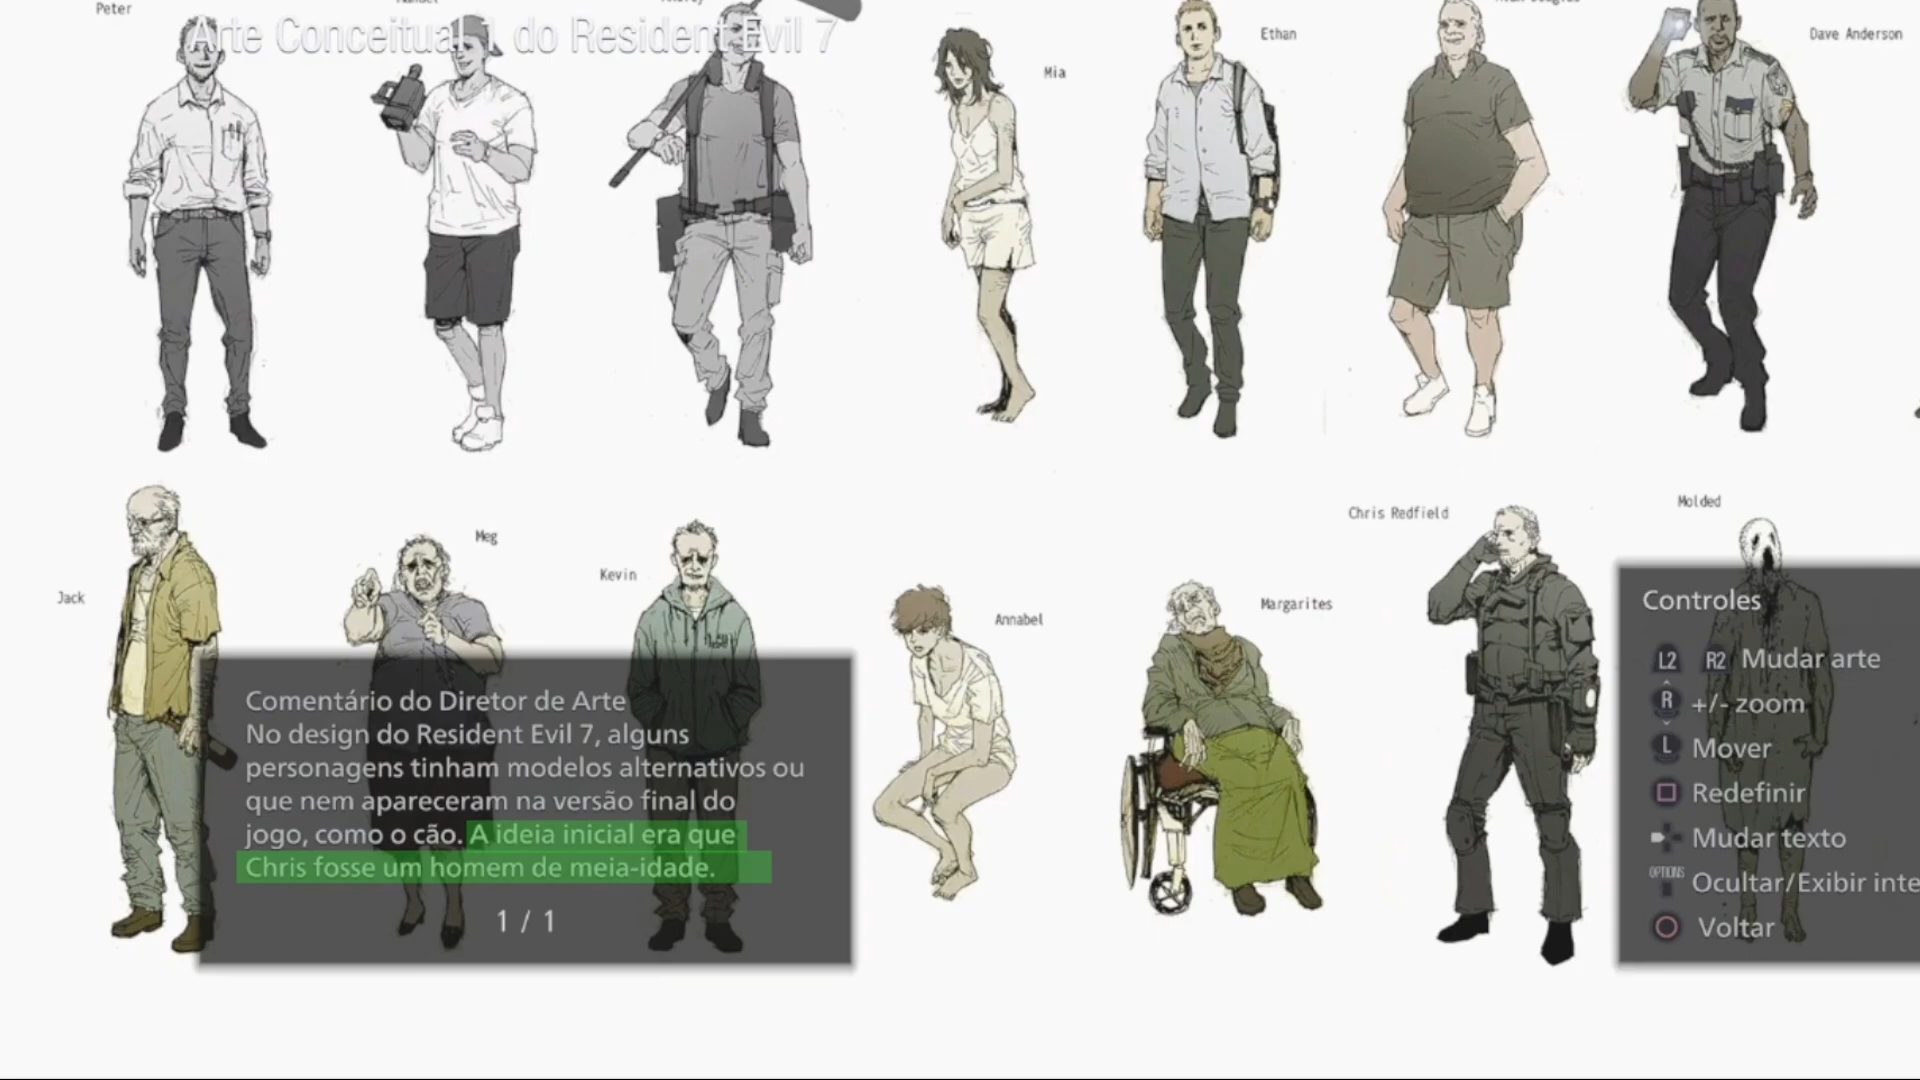 Peter
Arte Conceitual 1 do Resident Evil 7
Mia
Ethan
Dave Anderson
Jack
Meg
Kevin
Annabel
Margarites
Chris Redfield
Molded
Comentário do Diretor de Arte
No design do Resident Evil 7, alguns
personagens tinham modelos alternativos ou
que nem apareceram na versão final do
jogo, como o cão. A ideia inicial era que
Chris fosse um homem de meia-idade.
1 / 1
Controles
L2 R2 Mudar arte
R +/- zoom
L Mover
Redefinir
Mudar texto
OPTIONS Ocultar/Exibir inte
Voltar